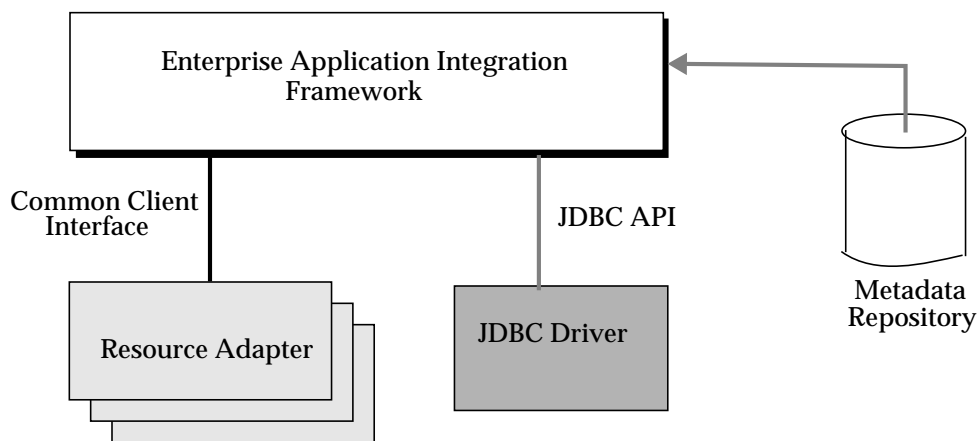 Enterprise Application Integration
Framework
Common Client
Interface
JDBC API
Resource Adapter
JDBC Driver
Metadata
Repository